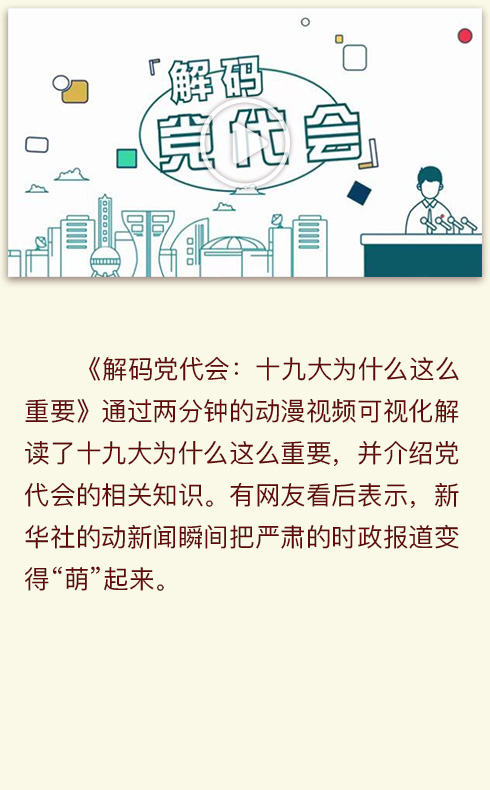 解码
党代会
《解码党代会：十九大为什么这么
重要》通过两分钟的动漫视频可视化解
读了十九大为什么这么重要，并介绍党
代会的相关知识。有网友看后表示，新
华社的动新闻瞬间把严肃的时政报道变
得“萌”起来。